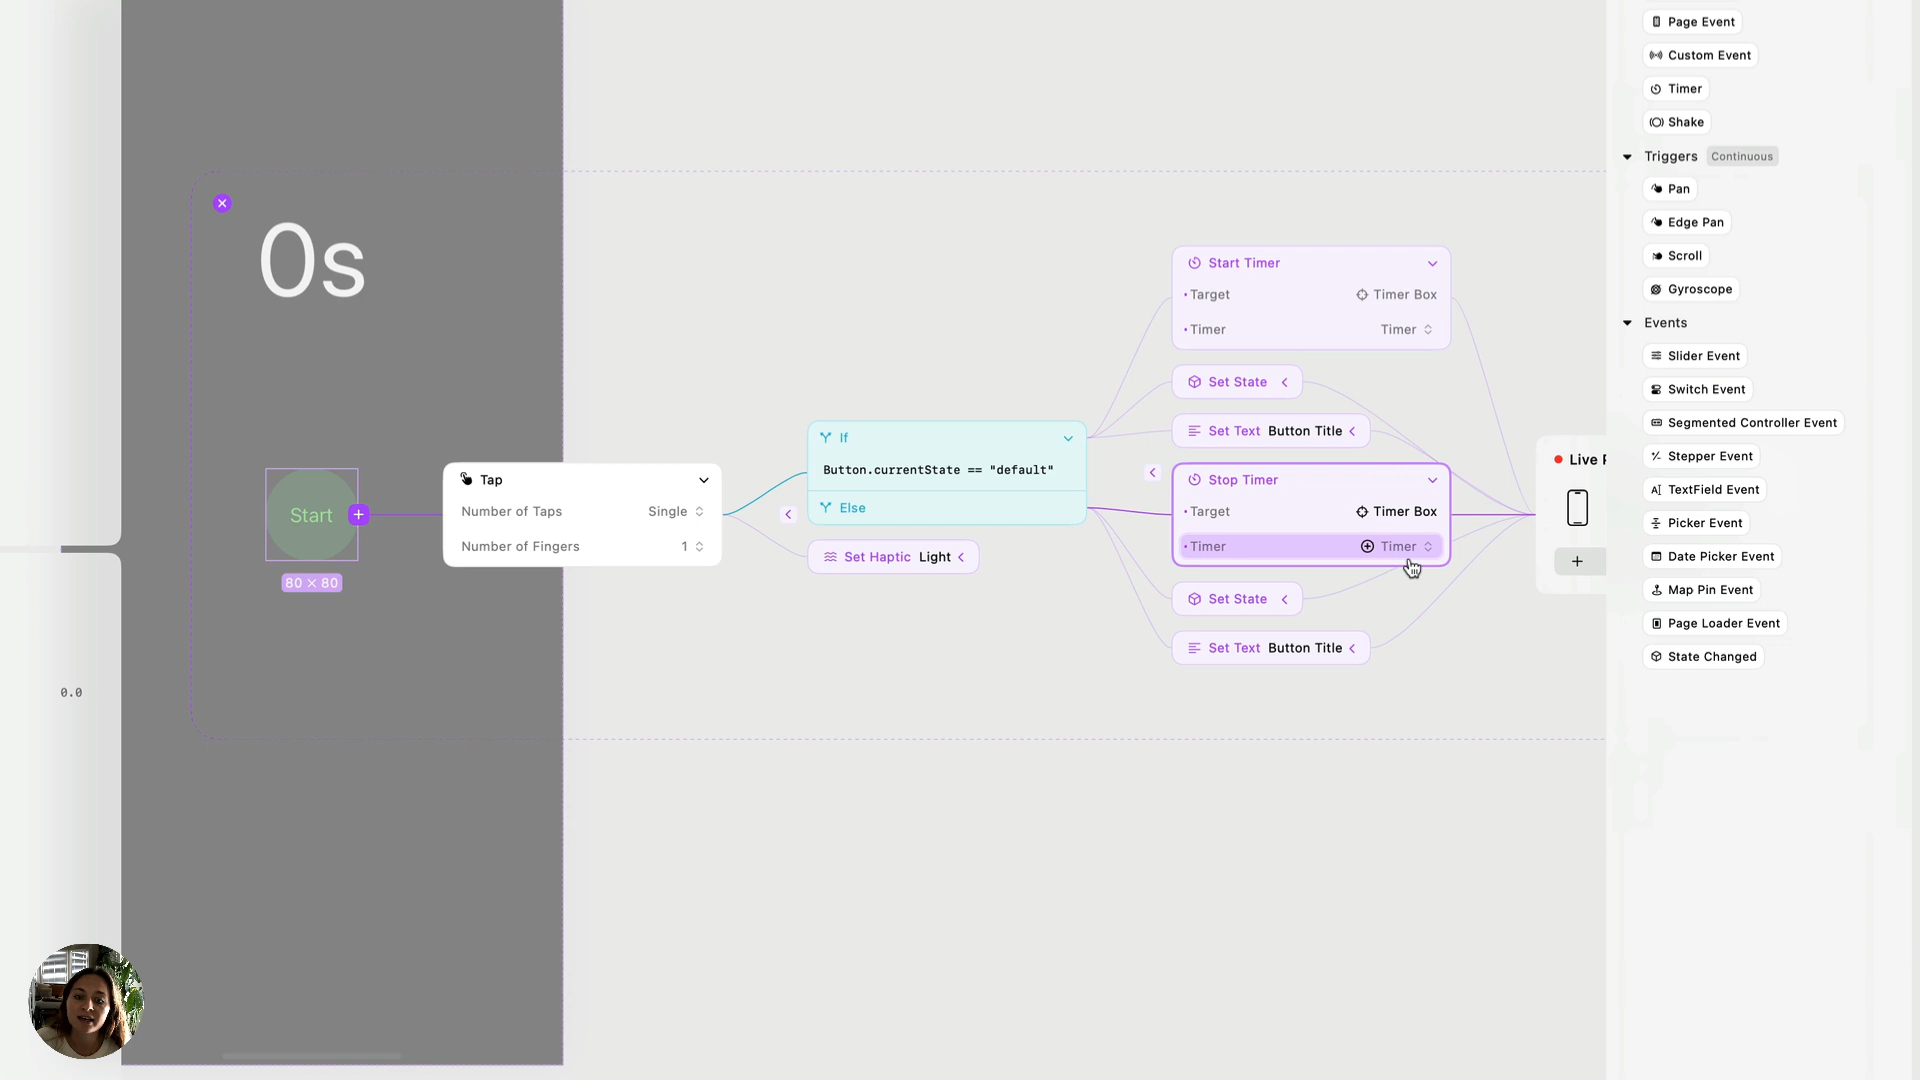 0s
Start
80 × 80
0.0
Tap
Number of Taps Single
Number of Fingers 1
If
Button.currentState == "default"
Else
Set Haptic Light
Start Timer
Target Timer Box
Timer Timer
Set State
Set Text Button Title
Stop Timer
Target Timer Box
Timer Timer
Set State
Set Text Button Title
Live
Page Event
Custom Event
Timer
Shake
Triggers Continuous
Pan
Edge Pan
Scroll
Gyroscope
Events
Slider Event
Switch Event
Segmented Controller Event
Stepper Event
TextField Event
Picker Event
Date Picker Event
Map Pin Event
Page Loader Event
State Changed